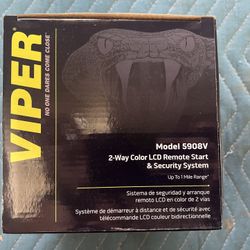 VIPER
NO ONE DARES COME CLOSE®
Model 5908V
2-Way Color LCD Remote Start
& Security System
Up To 1 Mile Range*
Sistema de seguridad y arranque
remoto LCD en color de 2 vías
Système de démarreur à distance et de sécurité avec
télécommande LCD couleur bidirectionnelle